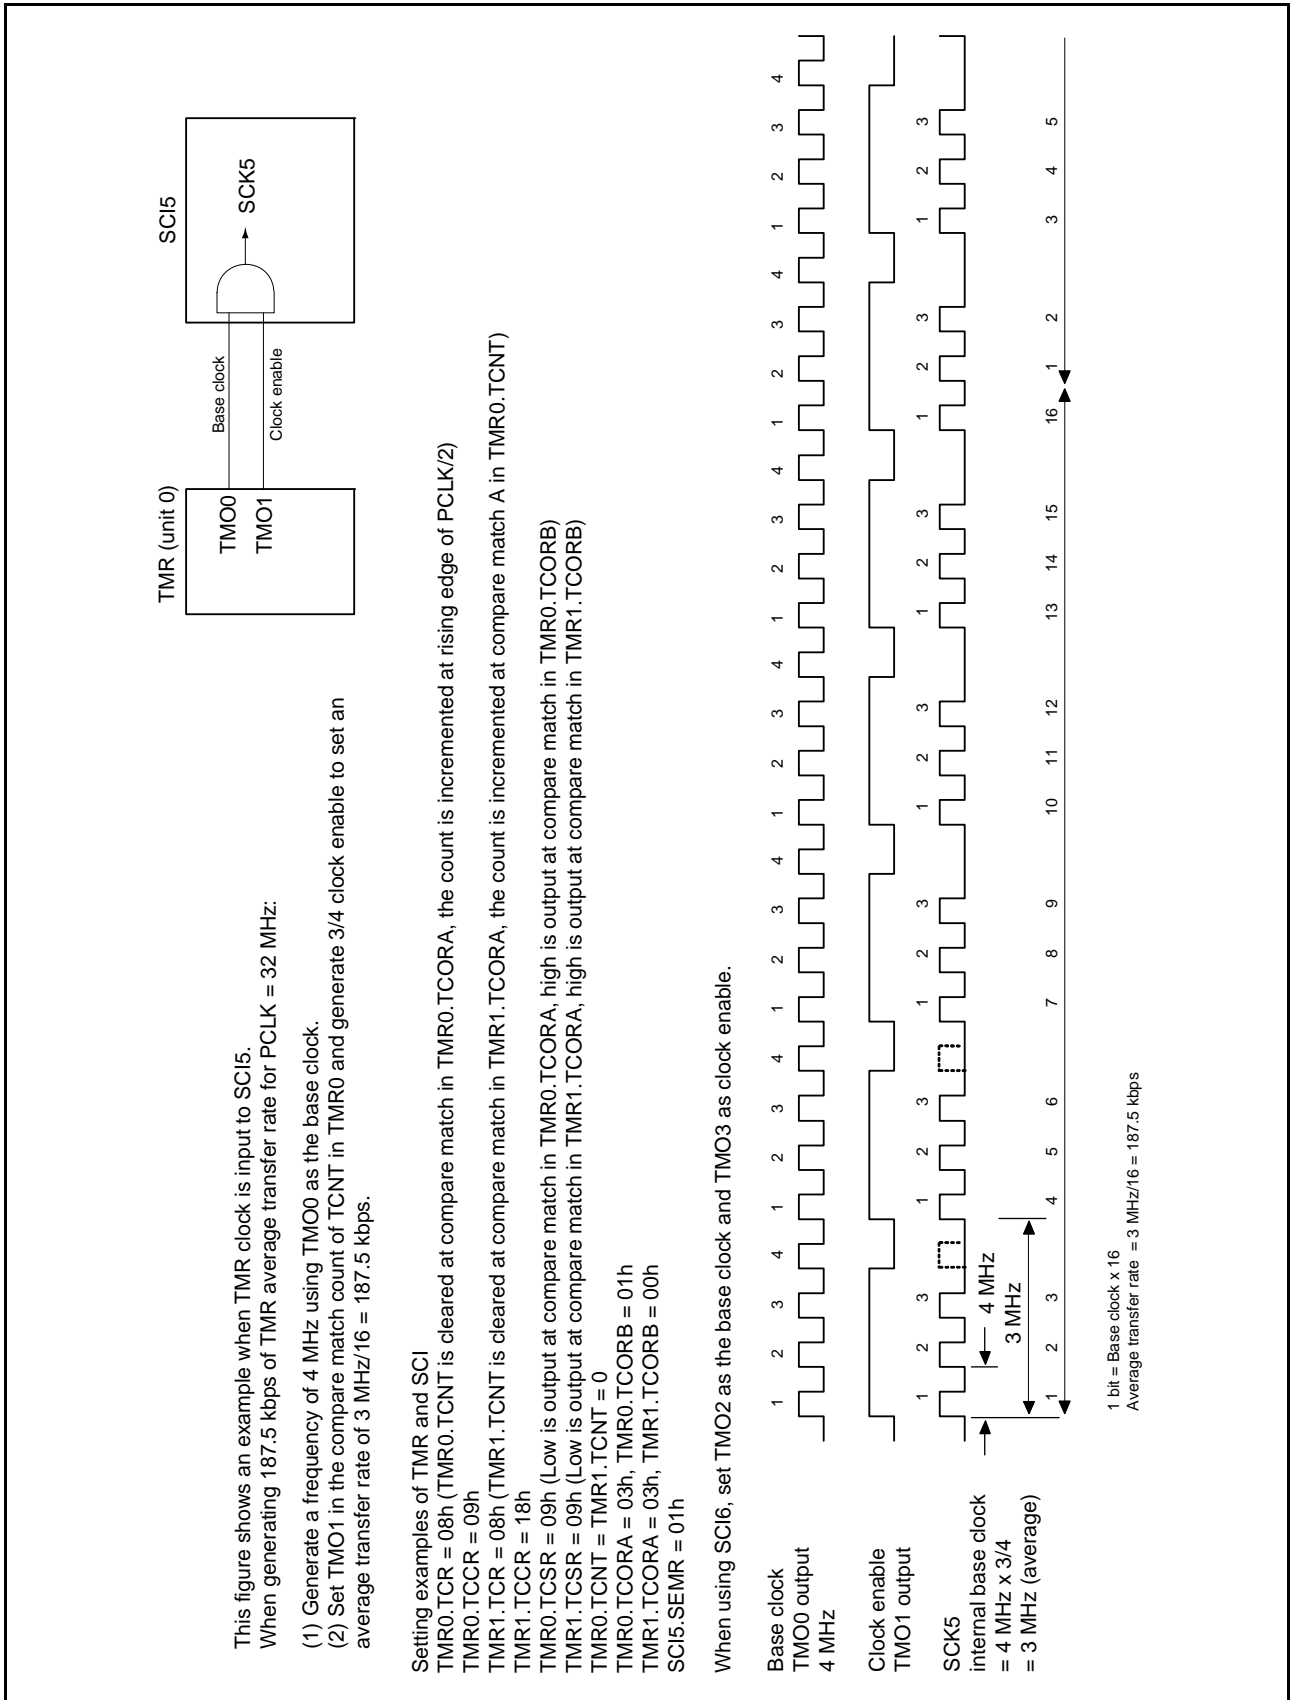 This figure shows an example when TMR clock is input to SCI5.
When generating 187.5 kbps of TMR average transfer rate for PCLK = 32 MHz:
(1) Generate a frequency of 4 MHz using TMO0 as the base clock.
(2) Set TMO1 in the compare match count of TCNT in TMR0 and generate 3/4 clock enable to set an
average transfer rate of 3 MHz/16 = 187.5 kbps.
TMR (unit 0)
TMO0
TMO1
Base clock
Clock enable
SCI5
SCK5
Setting examples of TMR and SCI
TMR0.TCR = 08h (TMR0.TCNT is cleared at compare match in TMR0.TCORA, the count is incremented at rising edge of PCLK/2)
TMR0.TCCR = 09h
TMR1.TCR = 08h (TMR1.TCNT is cleared at compare match in TMR1.TCORA, the count is incremented at compare match A in TMR0.TCNT)
TMR1.TCCR = 18h
TMR0.TCSR = 09h (Low is output at compare match in TMR0.TCORA, high is output at compare match in TMR0.TCORB)
TMR1.TCSR = 09h (Low is output at compare match in TMR1.TCORA, high is output at compare match in TMR1.TCORB)
TMR0.TCNT = TMR1.TCNT = 0
TMR0.TCORA = 03h, TMR0.TCORB = 01h
TMR1.TCORA = 03h, TMR1.TCORB = 00h
SCI5.SEMR = 01h
When using SCI6, set TMO2 as the base clock and TMO3 as clock enable.
Base clock
TMO0 output
4 MHz
1 2 3 4 1 2 3 4 1 2 3 4 1 2 3 4 1 2 3 4 1 2 3 4 1 2 3 4
Clock enable
TMO1 output
1 2 3 1 2 3 1 2 3 1 2 3 1 2 3 1 2 3 1 2 3
SCK5
internal base clock
= 4 MHz x 3/4
= 3 MHz (average)
4 MHz
3 MHz
1 2 3 4 5 6 7 8 9 10 11 12 13 14 15 16 1 2 3 4 5
1 bit = Base clock x 16
Average transfer rate = 3 MHz/16 = 187.5 kbps